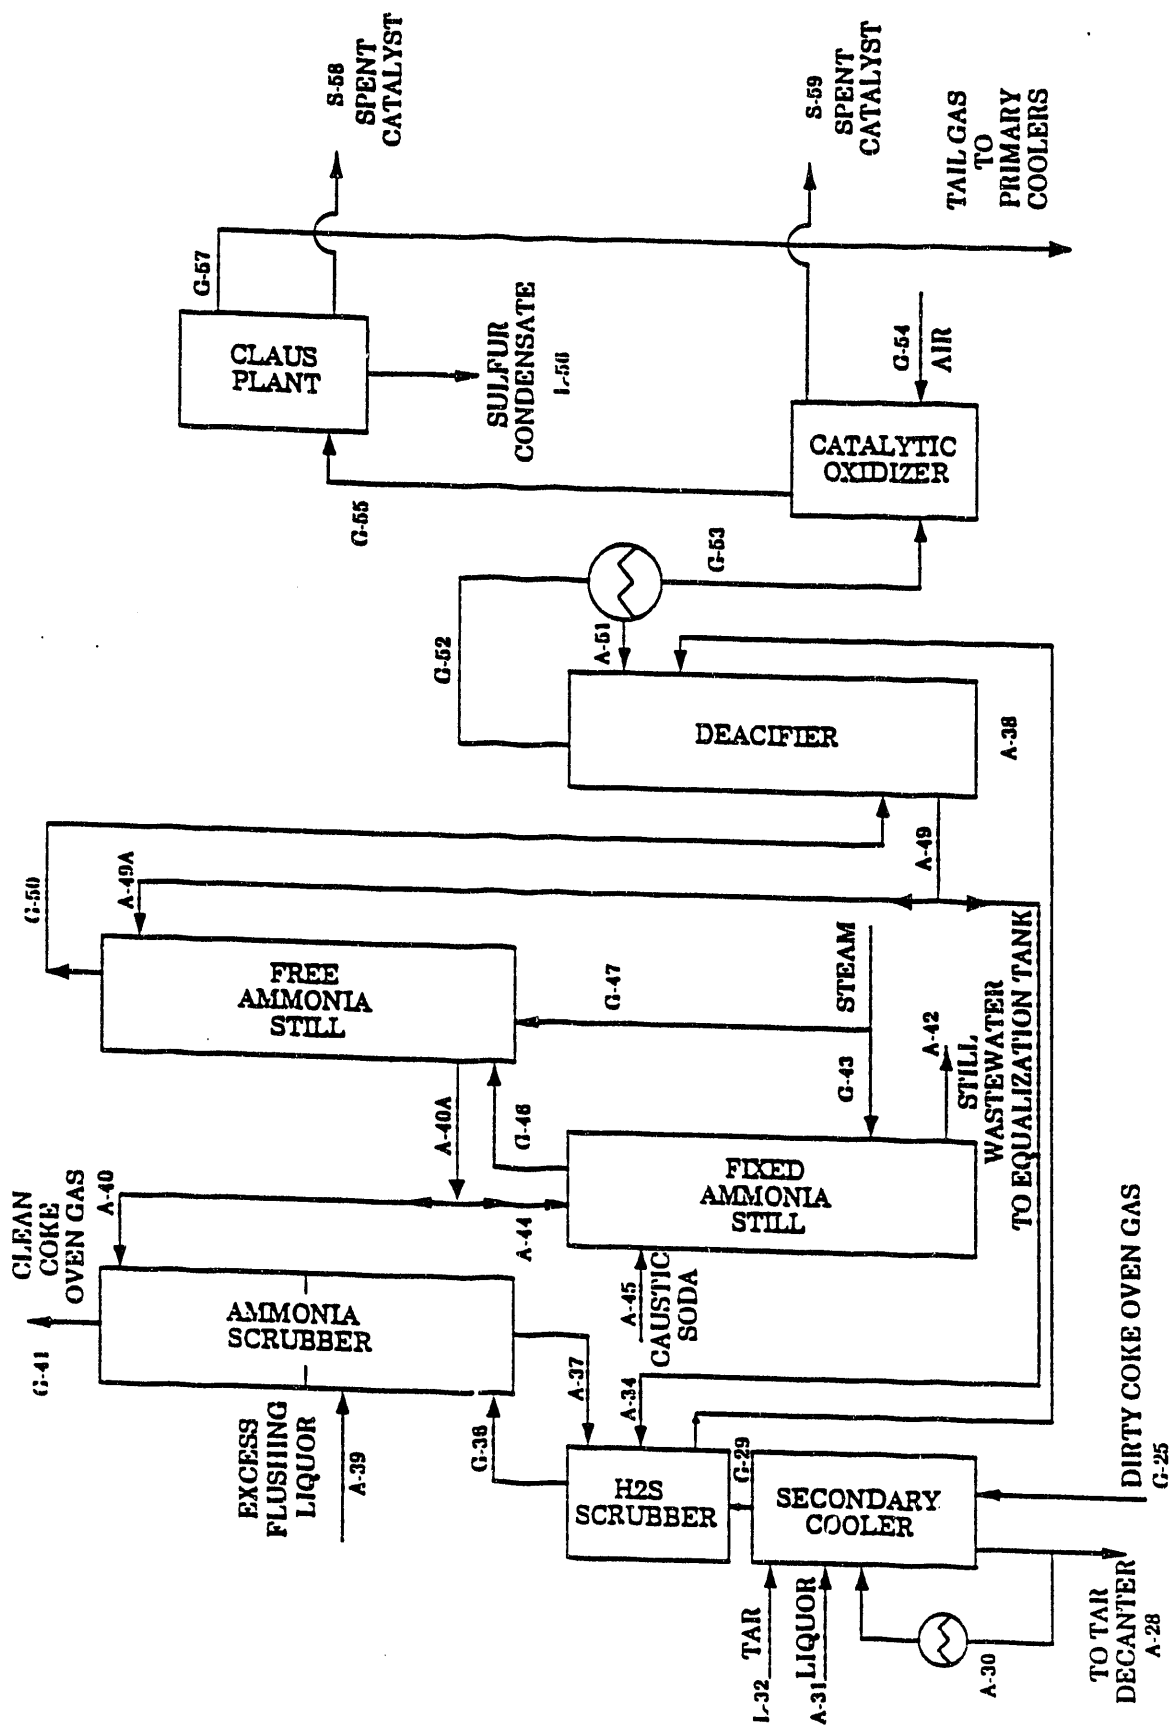 G-57
CLAUS
PLANT
S-58
SPENT
CATALYST
SULFUR
CONDENSATE
L-56
G-55
G-54
AIR
CATALYTIC
OXIDIZER
S-59
SPENT
CATALYST
TAIL GAS
TO
PRIMARY
COOLERS
G-53
G-52
A-51
DEACIFIER
A-38
A-49
G-50
A-49A
FREE
AMMONIA
STILL
G-47
STEAM
G-43
A-42
STILL
WASTEWATER
TO EQUALIZATION TANK
A-40A
G-46
FIXED
AMMONIA
STILL
A-44
A-45
CAUSTIC
SODA
CLEAN
COKE
OVEN GAS
A-40
G-41
AMMONIA
SCRUBBER
EXCESS
FLUSHING
LIQUOR
A-39
A-37
G-36
A-34
H2S
SCRUBBER
G-29
SECONDARY
COOLER
DIRTY COKE OVEN GAS
G-25
L-32 TAR
A-31 LIQUOR
A-30
TO TAR
DECANTER
A-28